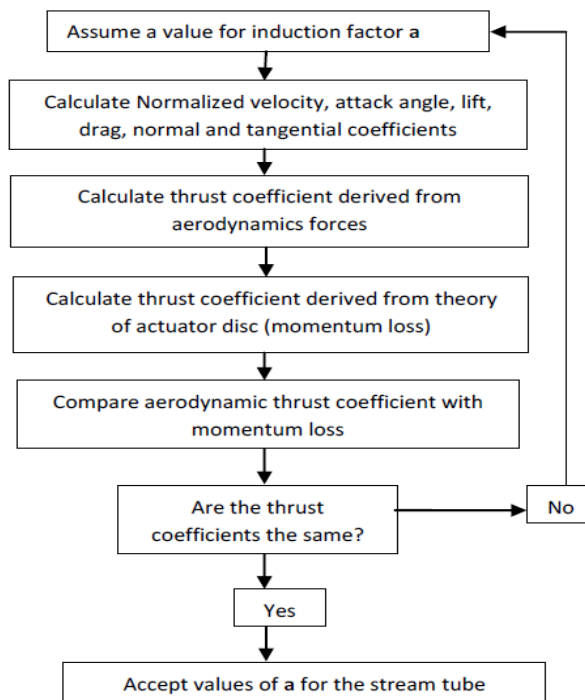 Assume a value for induction factor a
Calculate Normalized velocity, attack angle, lift,
drag, normal and tangential coefficients
Calculate thrust coefficient derived from
aerodynamics forces
Calculate thrust coefficient derived from theory
of actuator disc (momentum loss)
Compare aerodynamic thrust coefficient with
momentum loss
Are the thrust
coefficients the same?
No
Yes
Accept values of a for the stream tube